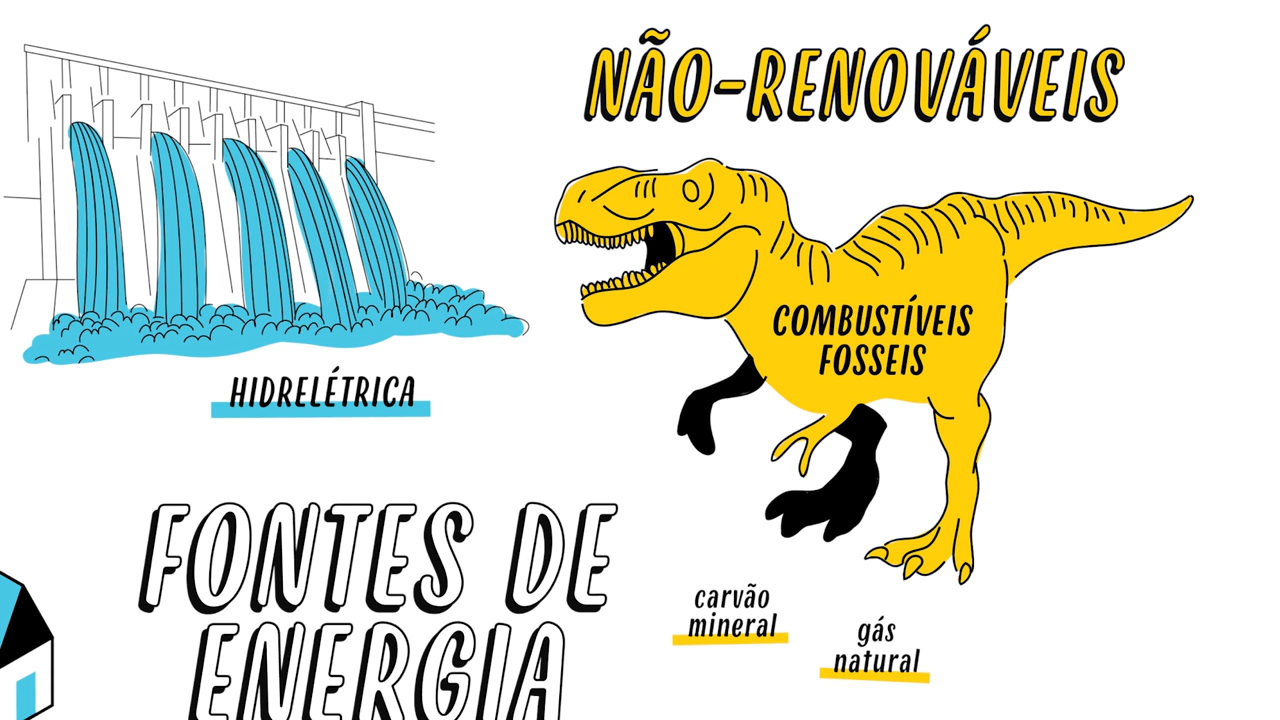 NÃO-RENOVÁVEIS
COMBUSTÍVEIS
FOSSEIS
HIDRELÉTRICA
FONTES DE
ENERGIA
carvão
mineral
gás
natural